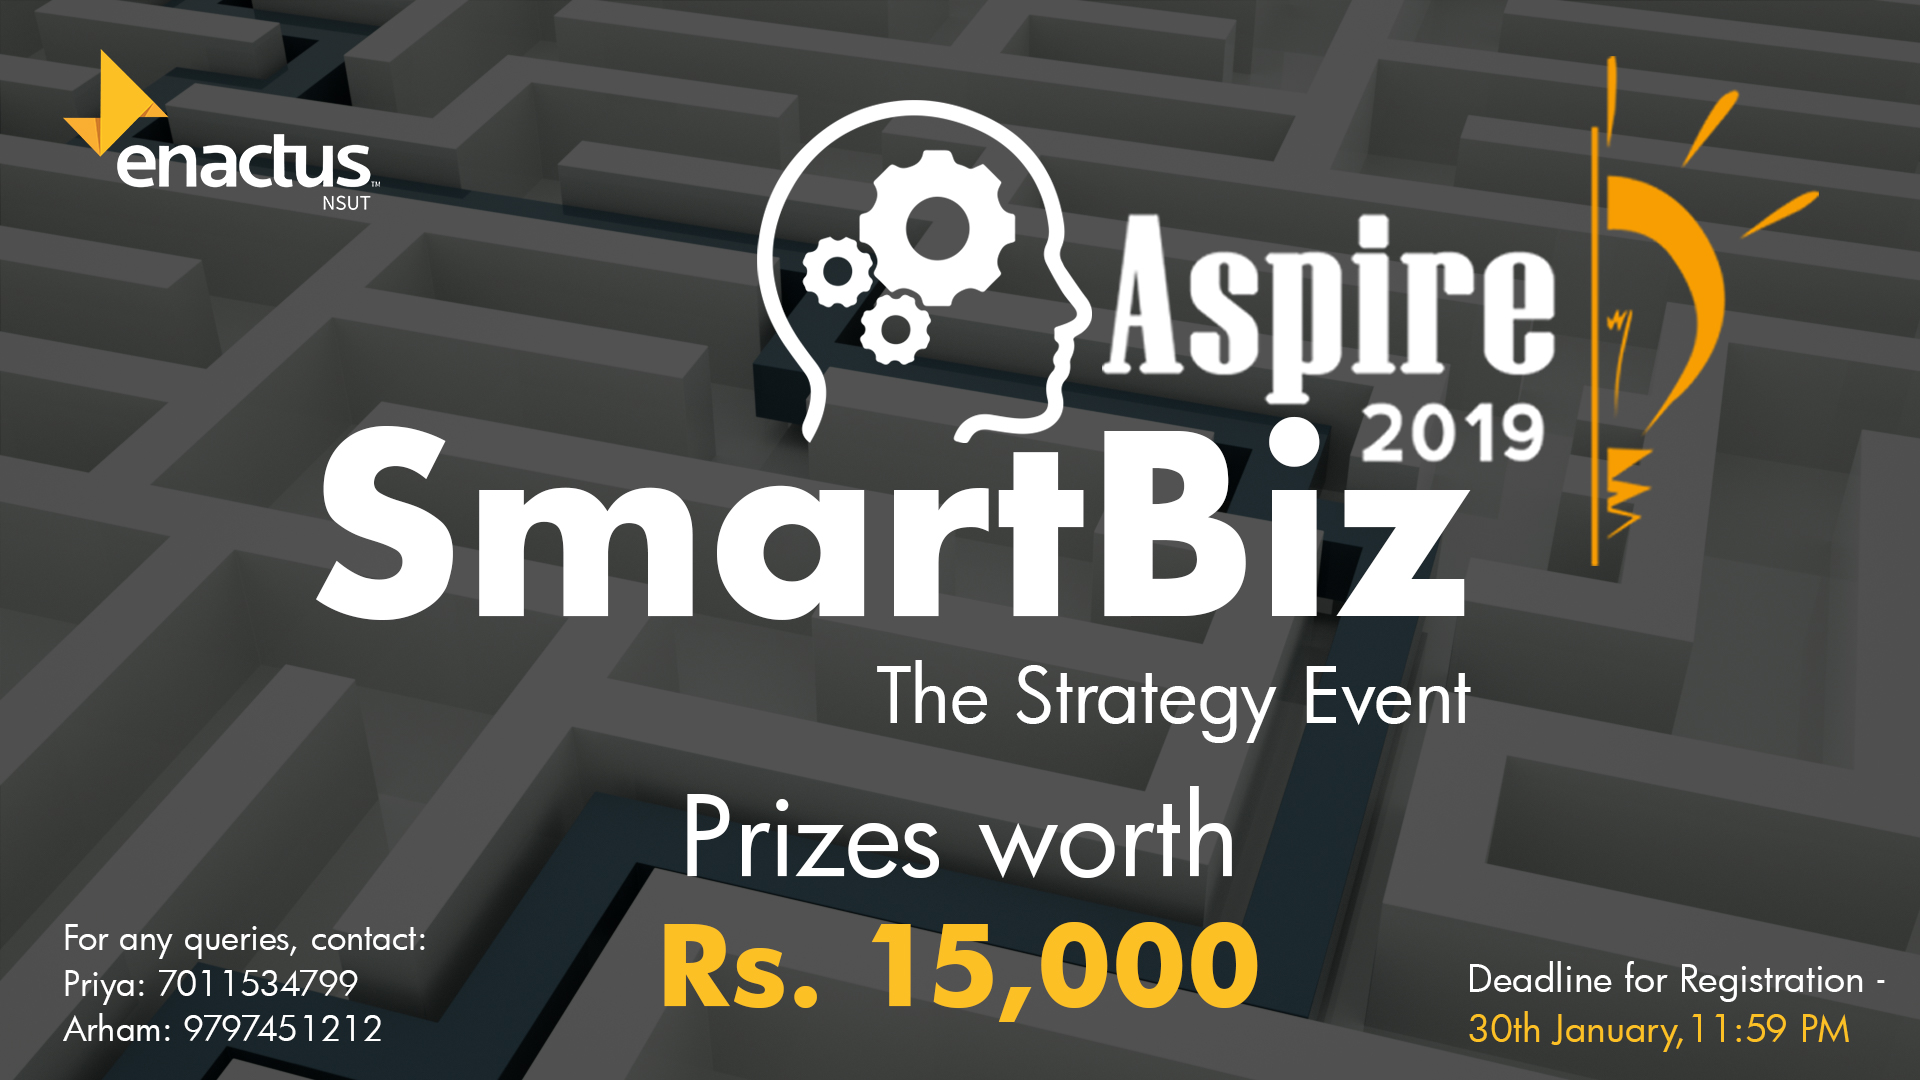 enactus™
NSUT
Aspire
2019
SmartBiz
The Strategy Event
Prizes worth
Rs. 15,000
For any queries, contact:
Priya: 7011534799
Arham: 9797451212
Deadline for Registration -
30th January, 11:59 PM